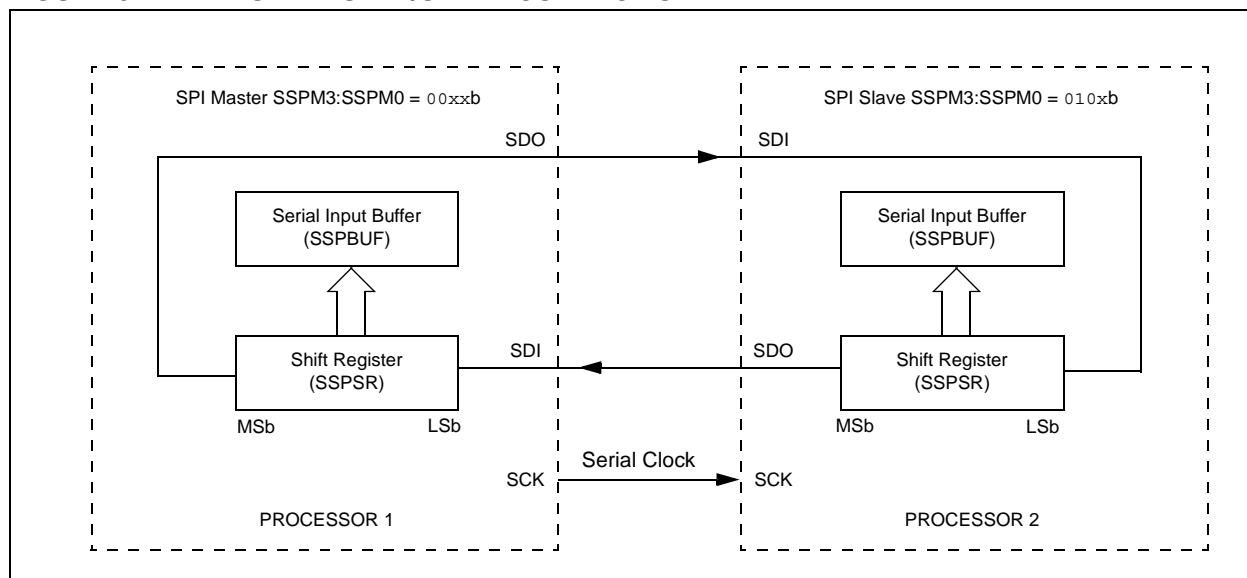 SPI Master SSPM3:SSPM0 = 00xxb
SDO
Serial Input Buffer
(SSPBUF)
Shift Register
(SSPSR)
MSb
LSb
SDI
SCK
PROCESSOR 1
Serial Clock
SPI Slave SSPM3:SSPM0 = 010xb
SDI
Serial Input Buffer
(SSPBUF)
SDO
Shift Register
(SSPSR)
MSb
LSb
SCK
PROCESSOR 2